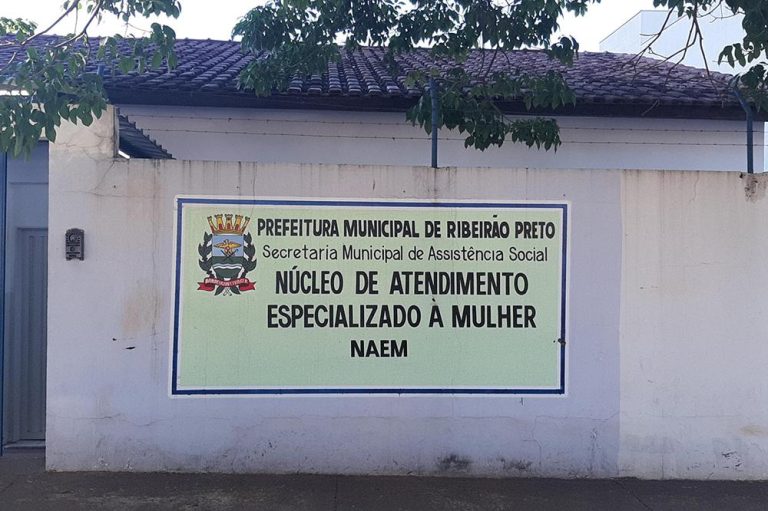 PREFEITURA MUNICIPAL DE RIBEIRÃO PRETO
Secretaria Municipal de Assistência Social
NÚCLEO DE ATENDIMENTO
ESPECIALIZADO À MULHER
NAEM